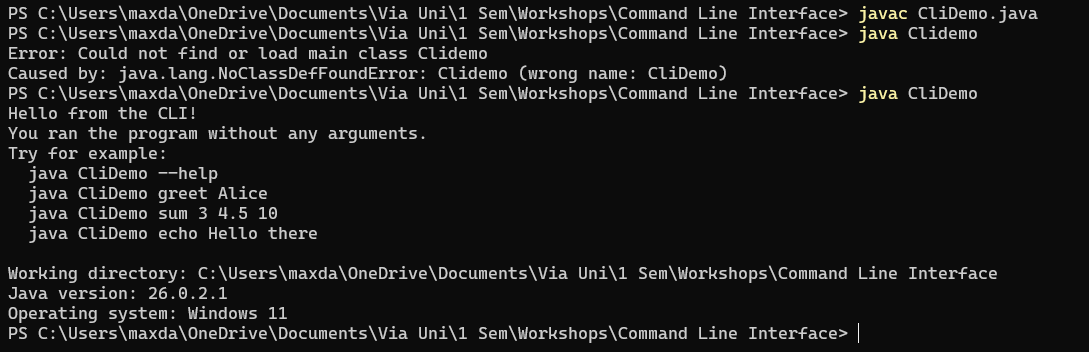 PS C:\Users\maxda\OneDrive\Documents\Via Uni\1 Sem\Workshops\Command Line Interface> javac CliDemo.java
PS C:\Users\maxda\OneDrive\Documents\Via Uni\1 Sem\Workshops\Command Line Interface> java Clidemo
Error: Could not find or load main class Clidemo
Caused by: java.lang.NoClassDefFoundError: Clidemo (wrong name: CliDemo)
PS C:\Users\maxda\OneDrive\Documents\Via Uni\1 Sem\Workshops\Command Line Interface> java CliDemo
Hello from the CLI!
You ran the program without any arguments.
Try for example:
  java CliDemo --help
  java CliDemo greet Alice
  java CliDemo sum 3 4.5 10
  java CliDemo echo Hello there

Working directory: C:\Users\maxda\OneDrive\Documents\Via Uni\1 Sem\Workshops\Command Line Interface
Java version: 26.0.2.1
Operating system: Windows 11
PS C:\Users\maxda\OneDrive\Documents\Via Uni\1 Sem\Workshops\Command Line Interface>